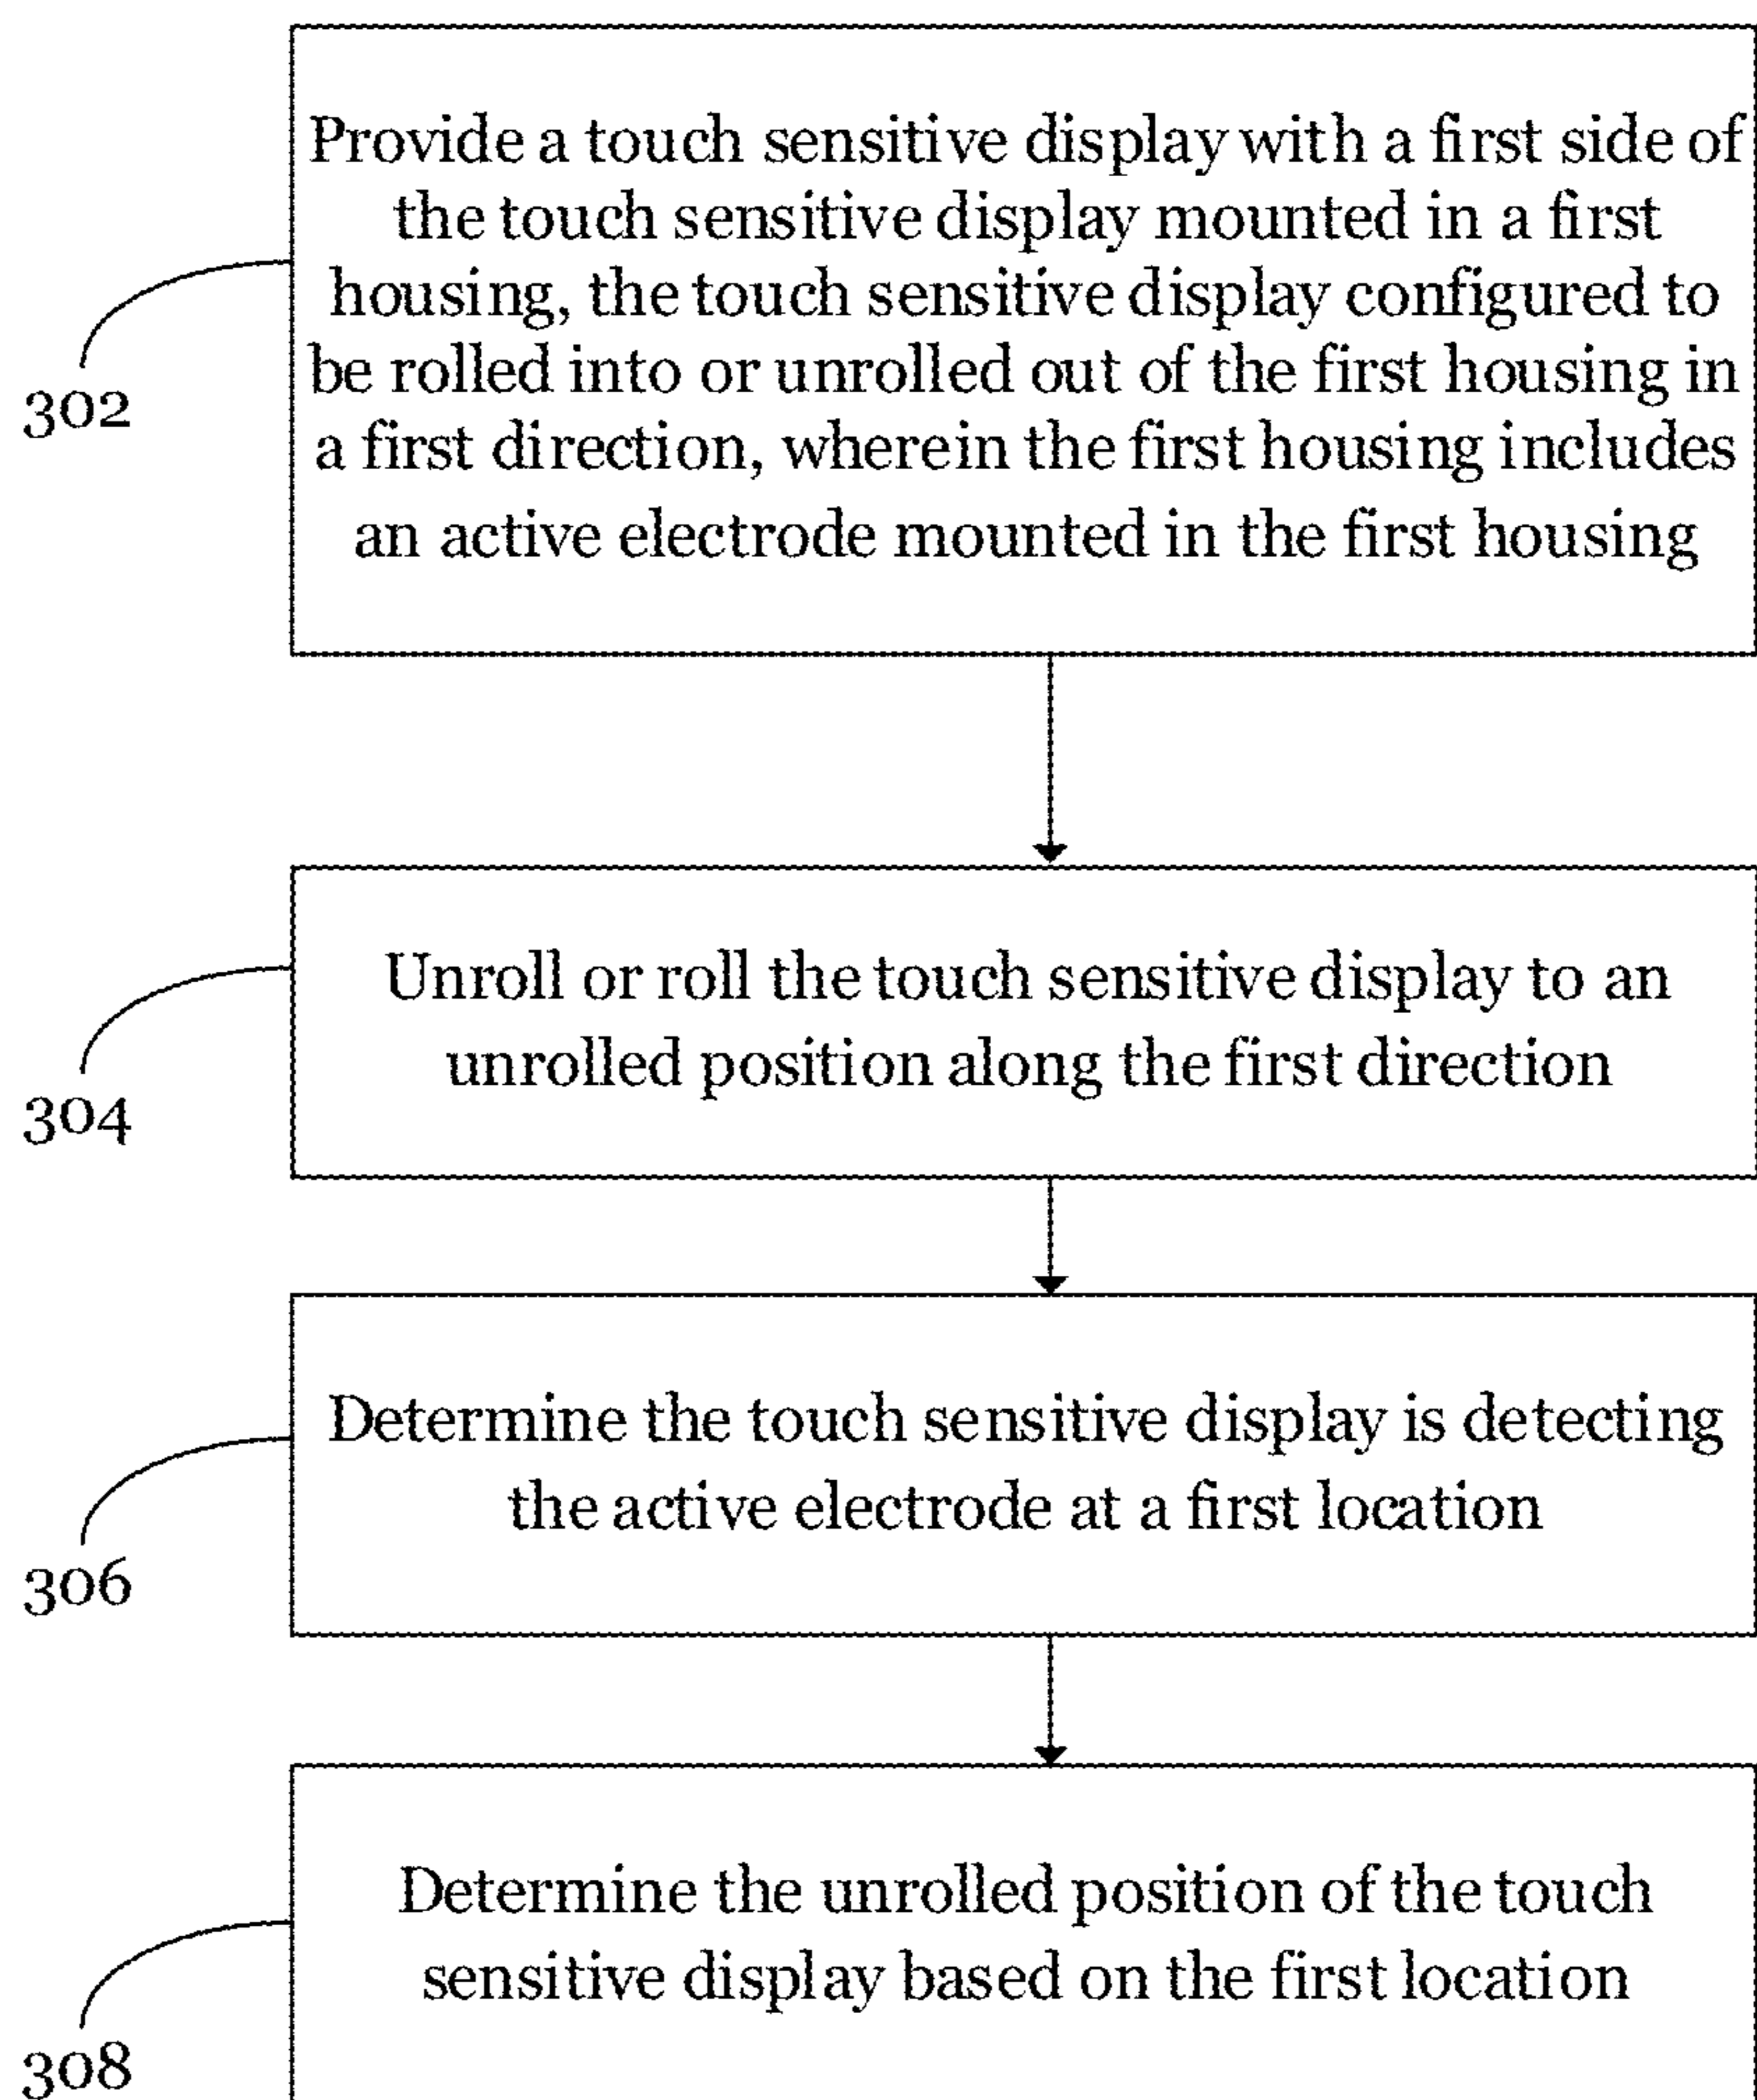 Provide a touch sensitive display with a first side of
the touch sensitive display mounted in a first
housing, the touch sensitive display configured to
be rolled into or unrolled out of the first housing in
a first direction, wherein the first housing includes
an active electrode mounted in the first housing
302
Unroll or roll the touch sensitive display to an
unrolled position along the first direction
304
Determine the touch sensitive display is detecting
the active electrode at a first location
306
Determine the unrolled position of the touch
sensitive display based on the first location
308